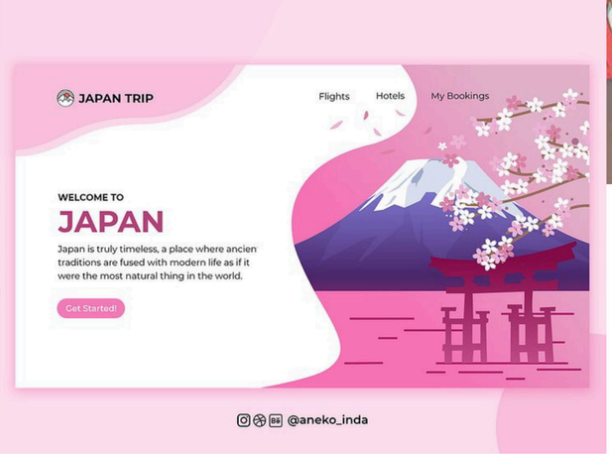 JAPAN TRIP
Flights Hotels My Bookings
WELCOME TO
JAPAN
Japan is truly timeless, a place where ancien
traditions are fused with modern life as if it
were the most natural thing in the world.
Get Started!
Bē @aneko_inda